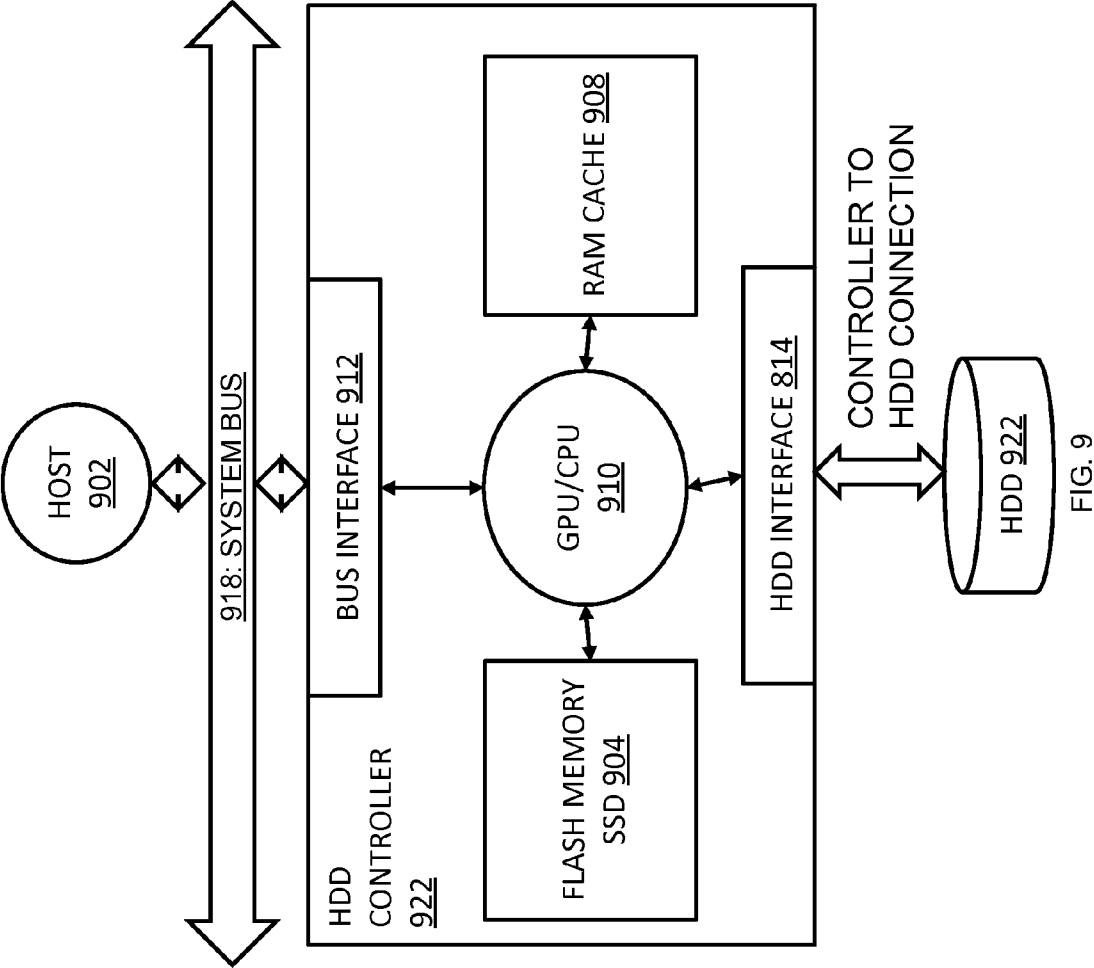 HOST
902
918: SYSTEM BUS
HDD
CONTROLLER
922
BUS INTERFACE 912
FLASH MEMORY
SSD 904
GPU/CPU
910
RAM CACHE 908
HDD INTERFACE 814
CONTROLLER TO
HDD CONNECTION
HDD 922
FIG. 9